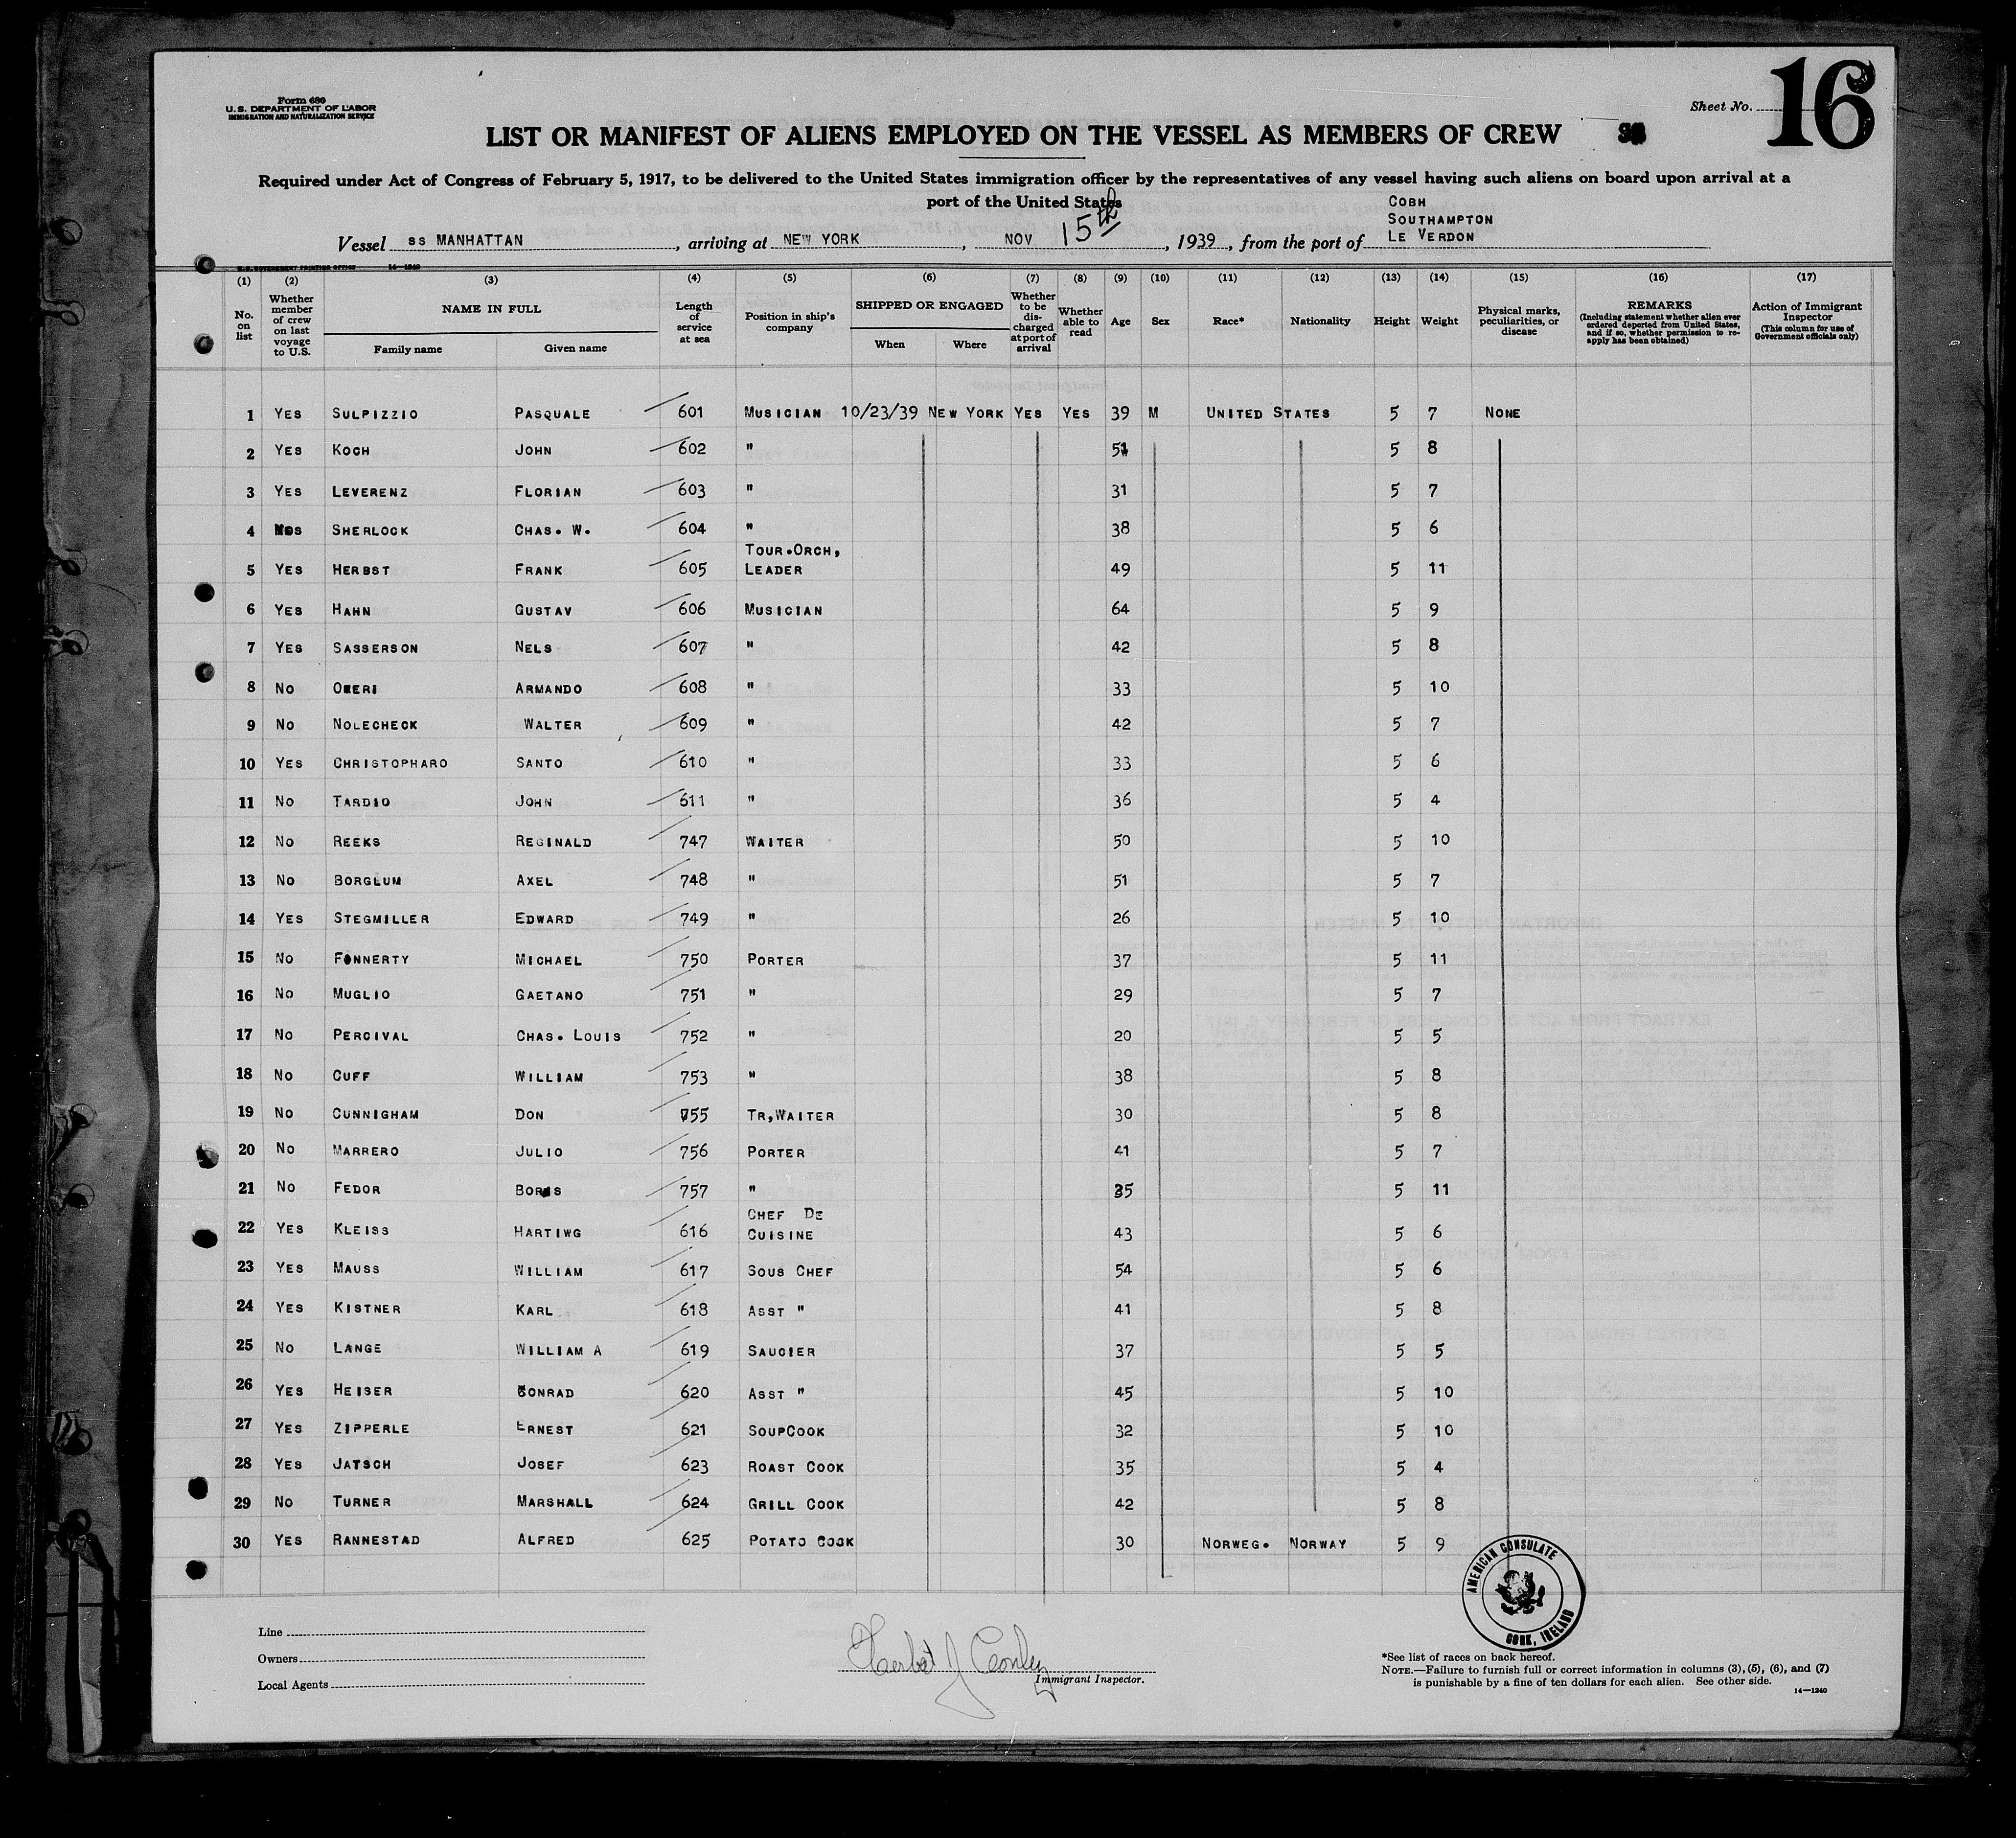 Form 680
U.S. DEPARTMENT OF LABOR
IMMIGRATION AND NATURALIZATION SERVICE
Sheet No. 16
LIST OR MANIFEST OF ALIENS EMPLOYED ON THE VESSEL AS MEMBERS OF CREW
Required under Act of Congress of February 5, 1917, to be delivered to the United States immigration officer by the representatives of any vessel having such aliens on board upon arrival at a
port of the United States
COBH
SOUTHAMPTON
Vessel ss MANHATTAN, arriving at NEW YORK, NOV 15th, 1939, from the port of LE VERDON
U.S. GOVERNMENT PRINTING OFFICE 14—1240
(1) (2) (3) (4) (5) (6) (7) (8) (9) (10) (11) (12) (13) (14) (15) (16) (17)
No. on list
Whether member of crew on last voyage to U.S.
NAME IN FULL
Family name
Given name
Length of service at sea
Position in ship's company
SHIPPED OR ENGAGED
When
Where
Whether to be discharged at port of arrival
Whether able to read
Age
Sex
Race*
Nationality
Height
Weight
Physical marks, peculiarities, or disease
REMARKS
(Including statement whether alien ever ordered deported from United States, and if so, whether permission to re-apply has been obtained)
Action of Immigrant Inspector
(This column for use of Government officials only)
1 YES SULPIZZIO PASQUALE 601 MUSICIAN 10/23/39 NEW YORK YES YES 39 M UNITED STATES 5 7 NONE
2 YES KOCH JOHN 602 " 51 5 8
3 YES LEVERENZ FLORIAN 603 " 31 5 7
4 SHERLOCK CHAS. W. 604 " 38 5 6
5 YES HERBST FRANK 605 TOUR.ORCH, LEADER 49 5 11
6 YES HAHN GUSTAV 606 MUSICIAN 64 5 9
7 YES SASSERSON NELS 607 " 42 5 8
8 NO ARMANDO 608 " 33 5 10
9 NO NOLECHECK WALTER 609 " 42 5 7
10 YES CHRISTOPHARO SANTO 610 " 33 5 6
11 NO TARDIO JOHN 611 " 36 5 4
12 NO REEKS REGINALD 747 WAITER 50 5 10
13 NO BORGLUM AXEL 748 " 51 5 7
14 YES STEGMILLER EDWARD 749 " 26 5 10
15 NO MICHAEL 750 PORTER 37 5 11
16 NO MUGLIO GAETANO 751 " 29 5 7
17 NO PERCIVAL CHAS. LOUIS 752 " 20 5 5
18 NO CUFF WILLIAM 753 " 38 5 8
19 NO CUNNIGHAM DON 755 TR,WAITER 30 5 8
20 NO MARRERO JULIO 756 PORTER 41 5 7
21 NO FEDOR BORIS 757 " 35 5 11
22 YES KLEISS HARTIWG 616 CHEF DE CUISINE 43 5 6
23 YES MAUSS WILLIAM 617 SOUS CHEF 54 5 6
24 YES KISTNER KARL 618 ASST " 41 5 8
25 NO LANGE WILLIAM A 619 SAUCIER 37 5 5
26 YES HEISER CONRAD 620 ASST " 45 5 10
27 YES ZIPPERLE ERNEST 621 SOUPCOOK 32 5 10
28 YES JATSCH JOSEF 623 ROAST COOK 35 5 4
29 NO TURNER MARSHALL 624 GRILL COOK 42 5 8
30 YES RANNESTAD ALFRED 625 POTATO COOK 30 NORWEG. NORWAY 5 9
AMERICAN CONSULATE
CORK, IRELAND
Line
Owners
Local Agents
Herbert J Conley
Immigrant Inspector.
*See list of races on back hereof.
NOTE.—Failure to furnish full or correct information in columns (3), (5), (6), and (7)
is punishable by a fine of ten dollars for each alien. See other side.
14—1240